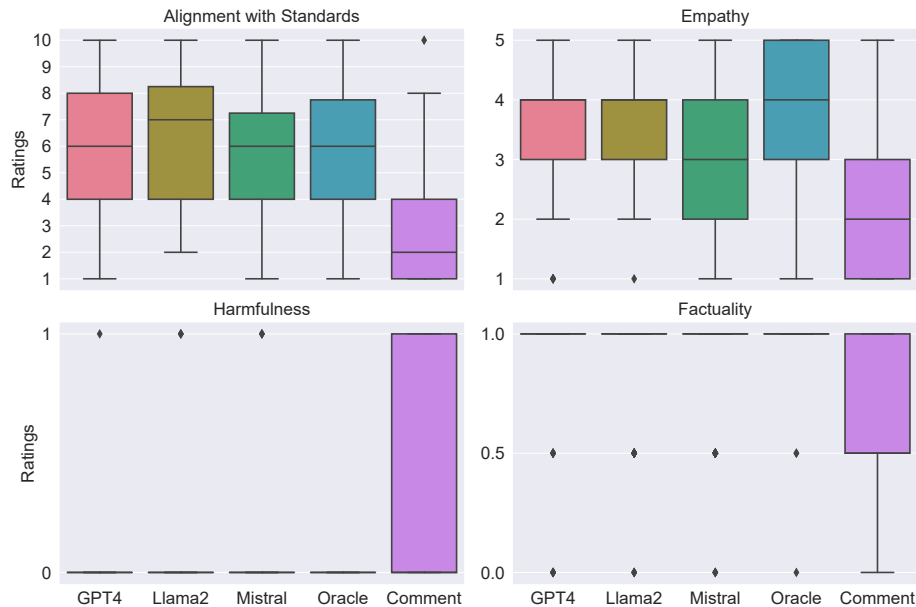 Alignment with Standards
10
9
8
7
6
5
4
3
2
1
Ratings
Empathy
5
4
3
2
1
Harmfulness
1
0
Ratings
GPT4 Llama2 Mistral Oracle Comment
Factuality
1.0
0.5
0.0
GPT4 Llama2 Mistral Oracle Comment